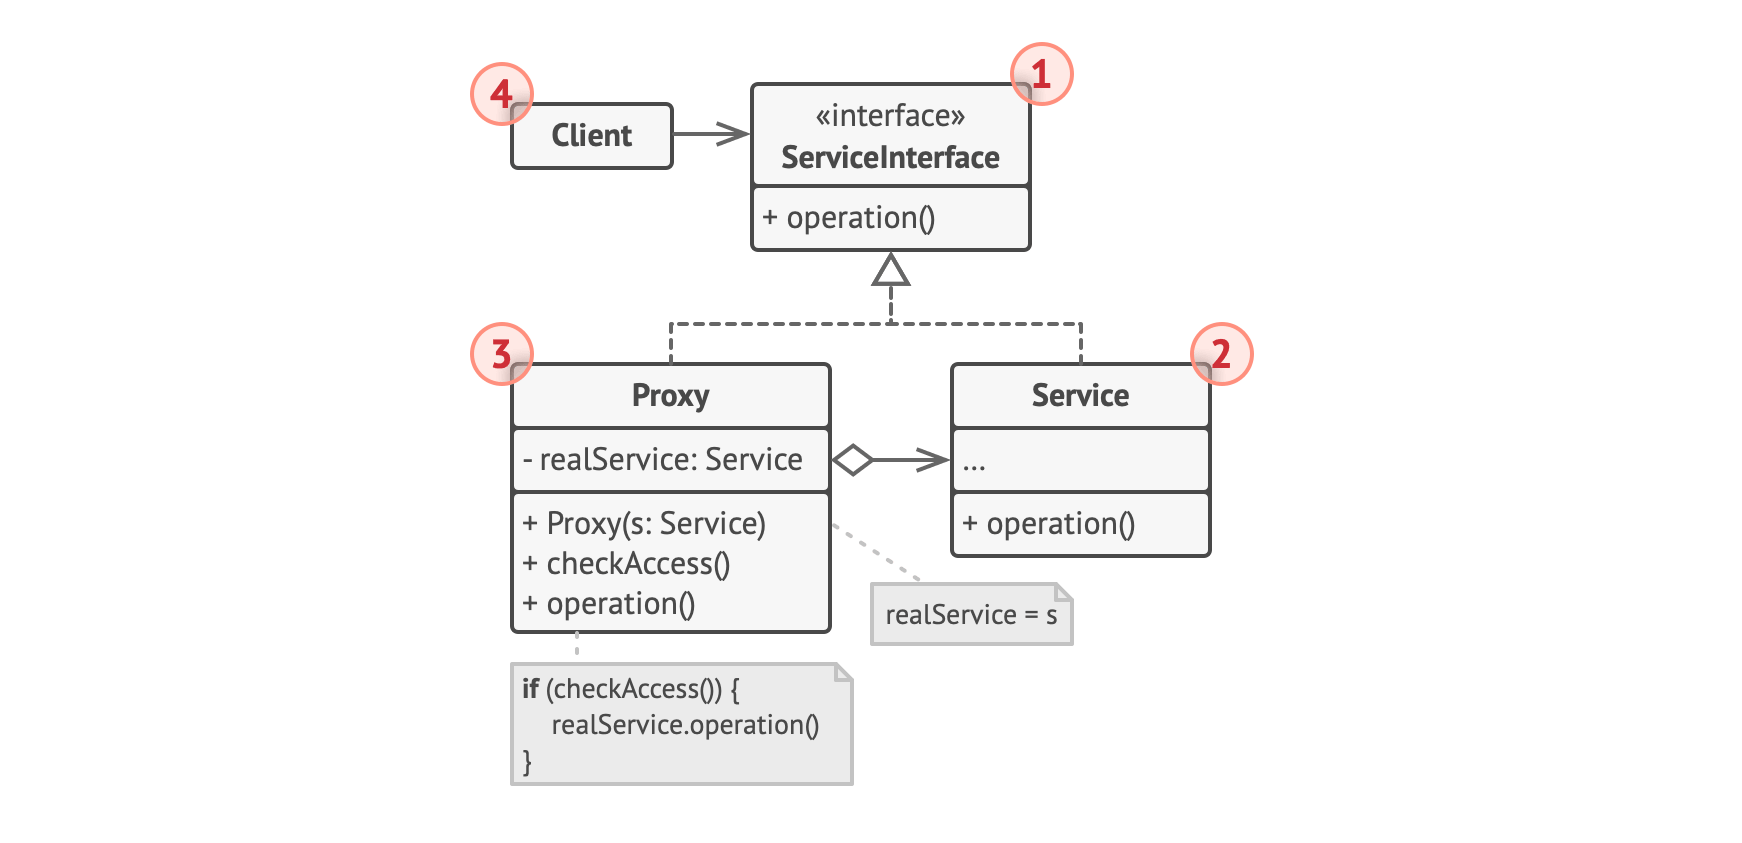 1
4
«interface»
ServiceInterface
Client
+ operation()
3
2
Proxy
Service
- realService: Service
...
+ Proxy(s: Service)
+ checkAccess()
+ operation()
+ operation()
realService = s
if (checkAccess()) {
realService.operation()
}